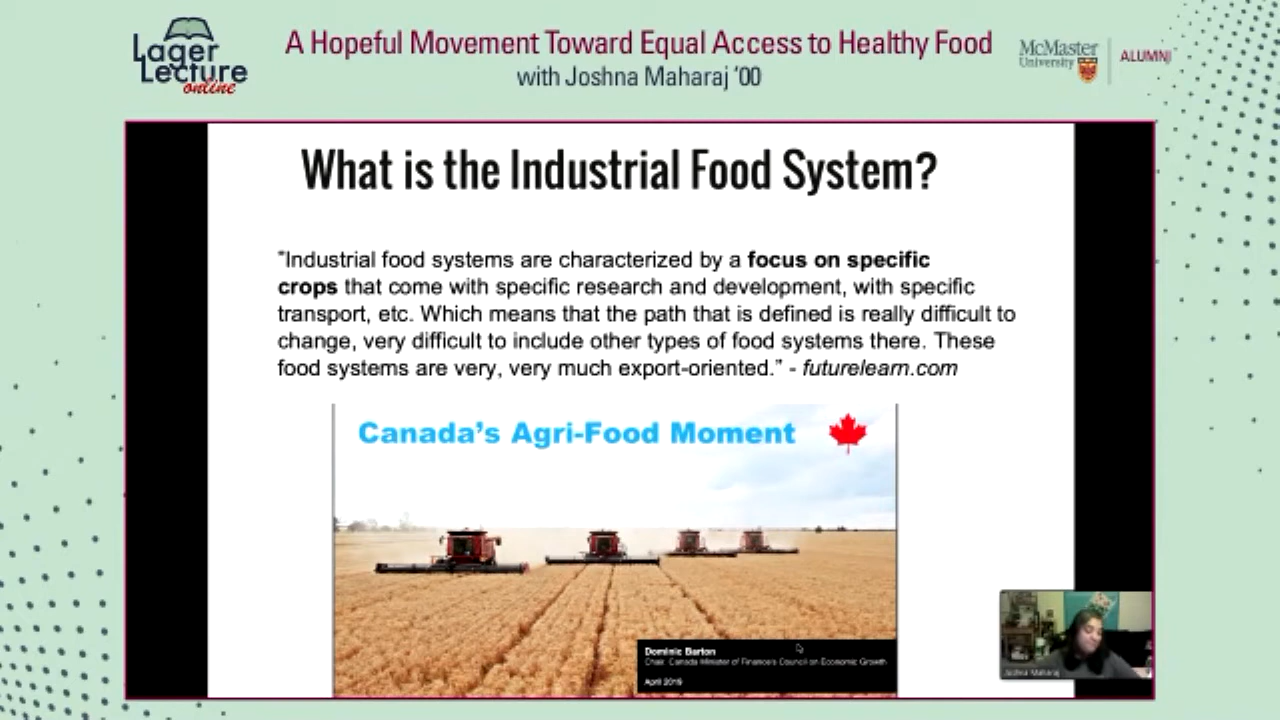 Lager
Lecture
online
A Hopeful Movement Toward Equal Access to Healthy Food
with Joshna Maharaj '00
McMaster
University
ALUMNI
What is the Industrial Food System?
"Industrial food systems are characterized by a focus on specific
crops that come with specific research and development, with specific
transport, etc. Which means that the path that is defined is really difficult to
change, very difficult to include other types of food systems there. These
food systems are very, very much export-oriented." - futurelearn.com
Canada's Agri-Food Moment
Dominic Barton
Chair, Canada Minister of Finance's Council on Economic Growth
April 2019
Joshna Maharaj